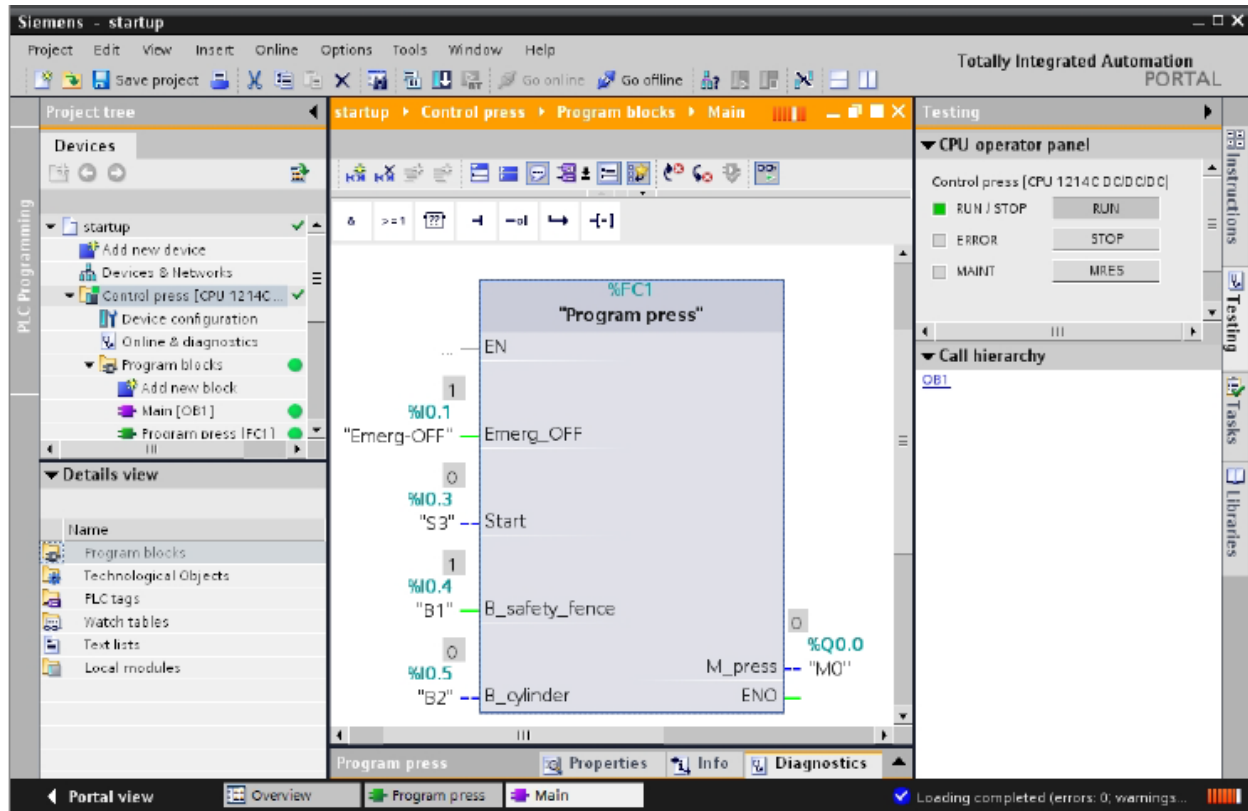 Siemens - startup
Project Edit View Insert Online Options Tools Window Help
Totally Integrated Automation
PORTAL
Save project Go online Go offline
Project tree
startup Control press Program blocks Main
Testing
Devices
PLC Programming
startup
Add new device
Devices & Networks
Control press [CPU 1214C ...
Device configuration
Online & diagnostics
Program blocks
Add new block
Main [OB1]
Program press [FC1]
Details view
Name
Program blocks
Technological Objects
PLC tags
Watch tables
Text lists
Local modules
& >=1 [??] -[-]
%FC1
"Program press"
... EN
1
%I0.1
"Emerg-OFF" Emerg_OFF
0
%I0.3
"S3" Start
1
%I0.4
"B1" B_safety_fence
0
%I0.5
"B2" B_cylinder
0
%Q0.0
M_press "M0"
ENO
CPU operator panel
Control press [CPU 1214C DC/DC/DC]
RUN / STOP RUN
ERROR STOP
MAINT MRES
Call hierarchy
OB1
Instructions
Testing
Tasks
Libraries
Program press Properties Info Diagnostics
Portal view Overview Program press Main Loading completed (errors: 0; warnings...